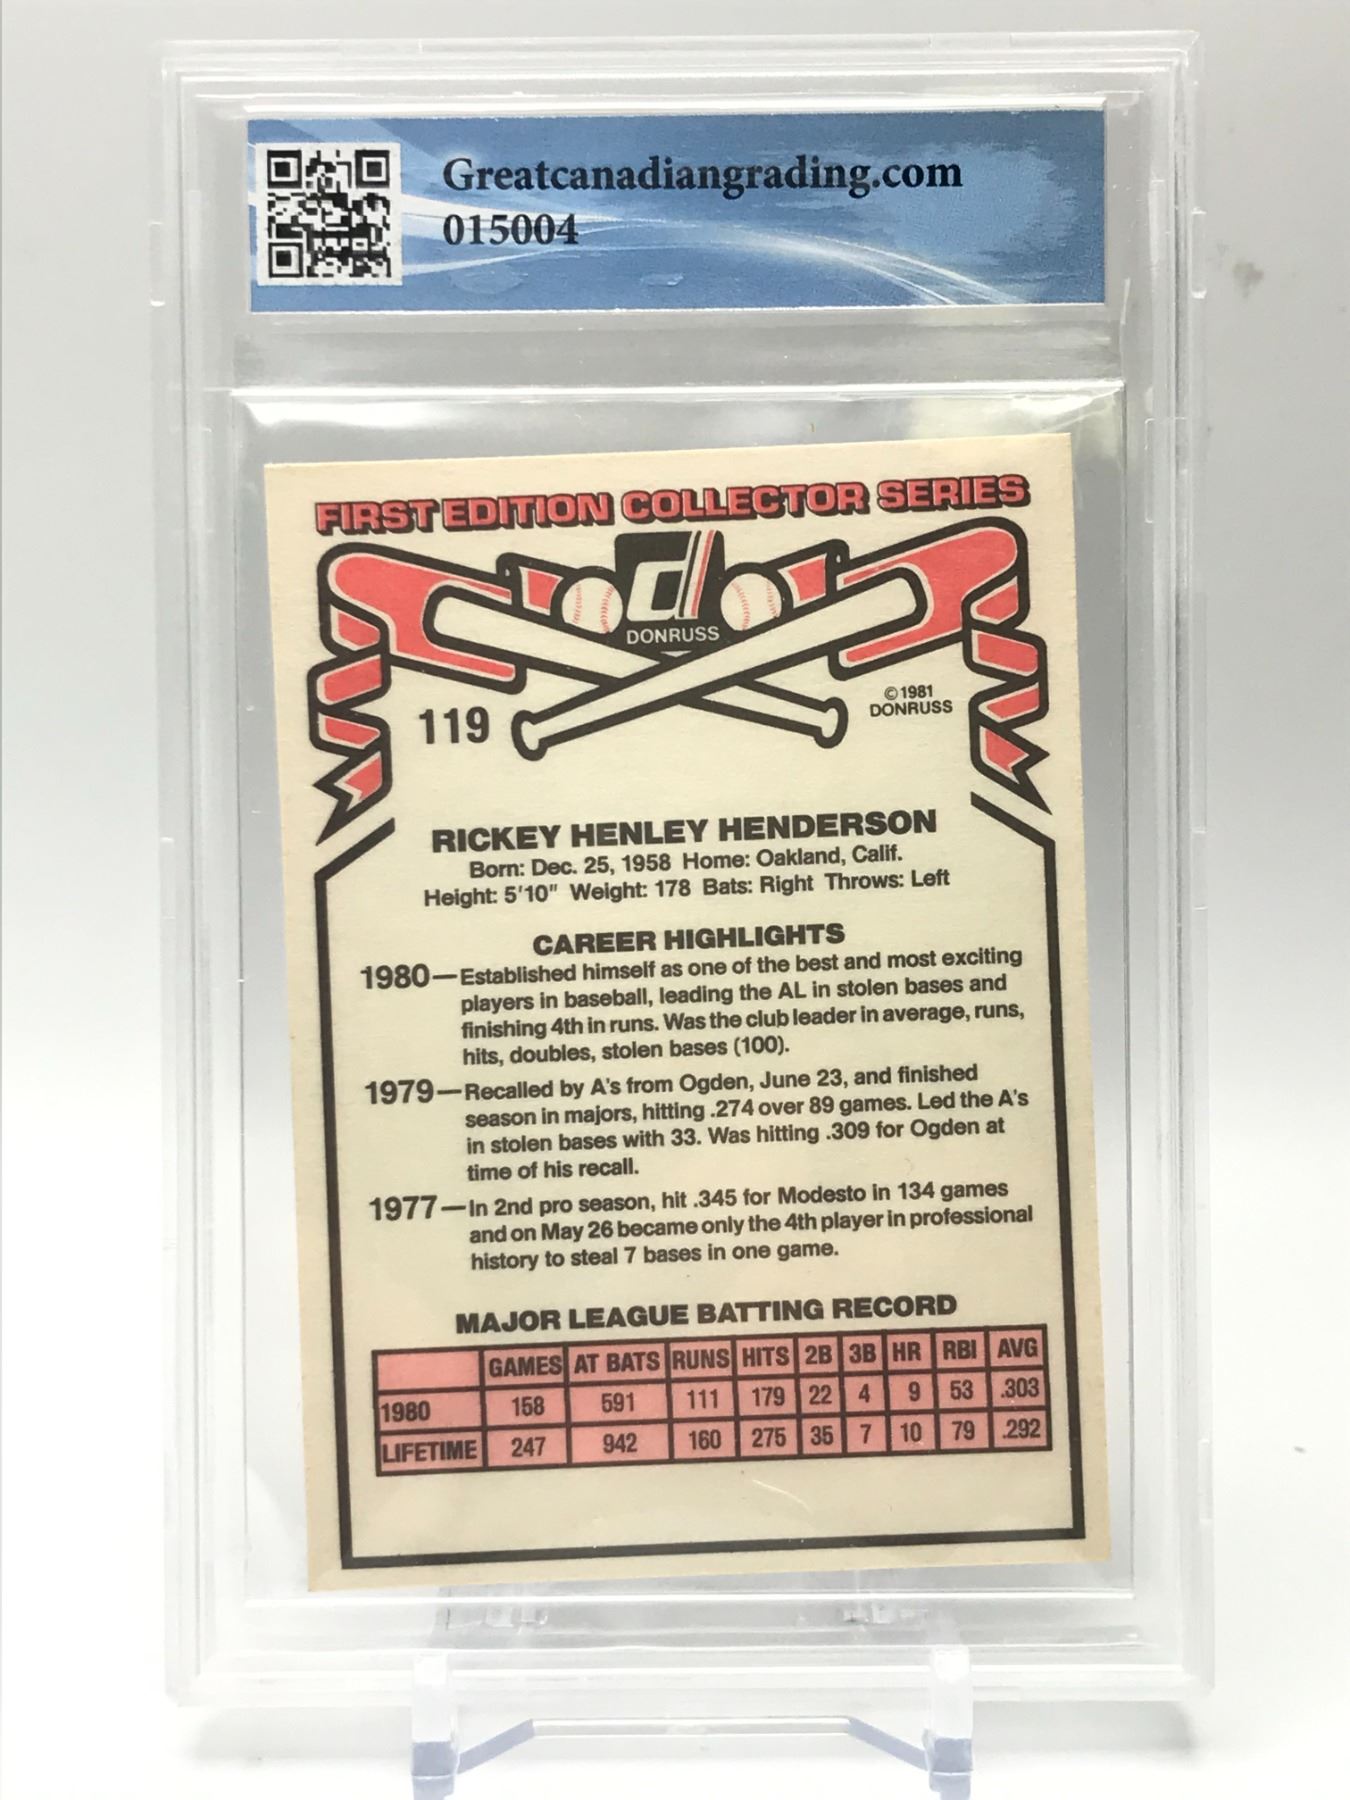 Greatcanadiangrading.com
015004
FIRST EDITION COLLECTOR SERIES
d
DONRUSS
119
©1981
DONRUSS
RICKEY HENLEY HENDERSON
Born: Dec. 25, 1958 Home: Oakland, Calif.
Height: 5'10" Weight: 178 Bats: Right Throws: Left
CAREER HIGHLIGHTS
1980—Established himself as one of the best and most exciting
players in baseball, leading the AL in stolen bases and
finishing 4th in runs. Was the club leader in average, runs,
hits, doubles, stolen bases (100).
1979—Recalled by A's from Ogden, June 23, and finished
season in majors, hitting .274 over 89 games. Led the A's
in stolen bases with 33. Was hitting .309 for Ogden at
time of his recall.
1977—In 2nd pro season, hit .345 for Modesto in 134 games
and on May 26 became only the 4th player in professional
history to steal 7 bases in one game.
MAJOR LEAGUE BATTING RECORD
GAMES AT BATS RUNS HITS 2B 3B HR RBI AVG
1980 158 591 111 179 22 4 9 53 .303
LIFETIME 247 942 160 275 35 7 10 79 .292